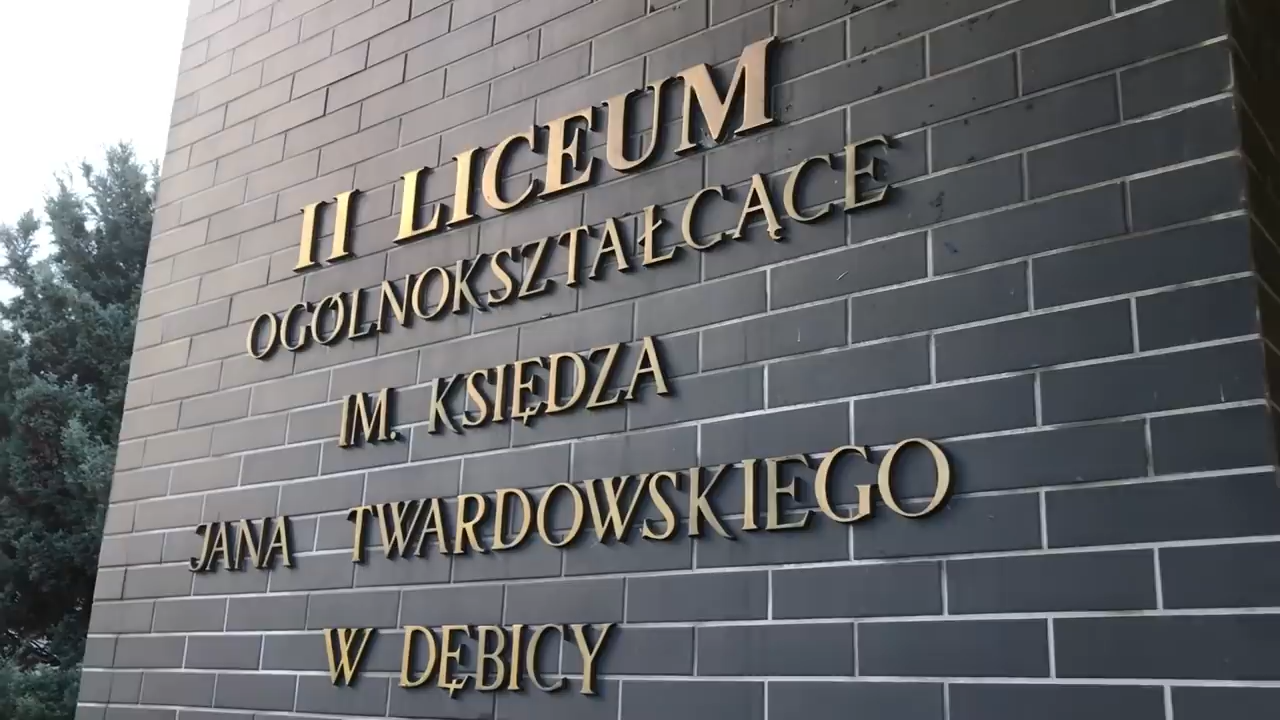 II LICEUM
OGÓLNOKSZTAŁCĄCE
IM. KSIĘDZA
JANA TWARDOWSKIEGO
W DĘBICY